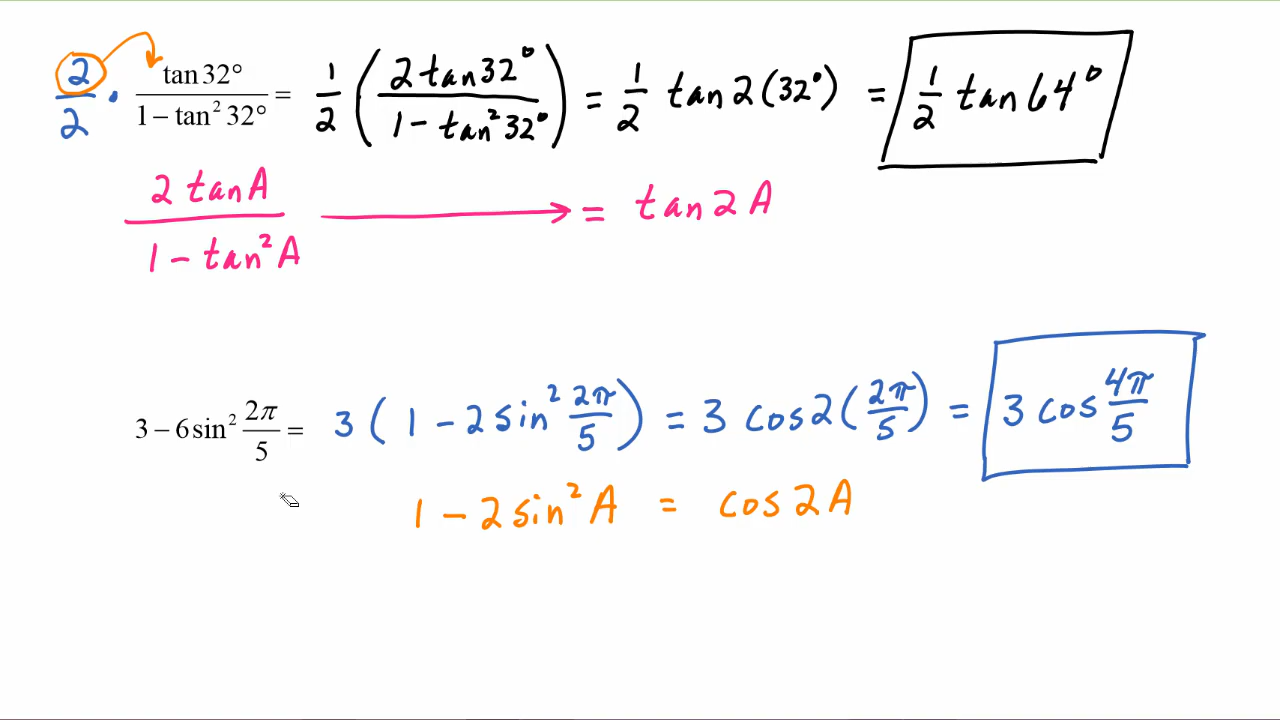 2/2 · tan 32° / (1 − tan² 32°) = 1/2 ( 2 tan 32° / (1 − tan² 32°) ) = 1/2 tan 2(32°) = 1/2 tan 64°
2 tan A / (1 − tan² A) → = tan 2A
3 − 6 sin² 2π/5 = 3 ( 1 − 2 sin² 2π/5 ) = 3 cos 2(2π/5) = 3 cos 4π/5
1 − 2 sin² A = cos 2A